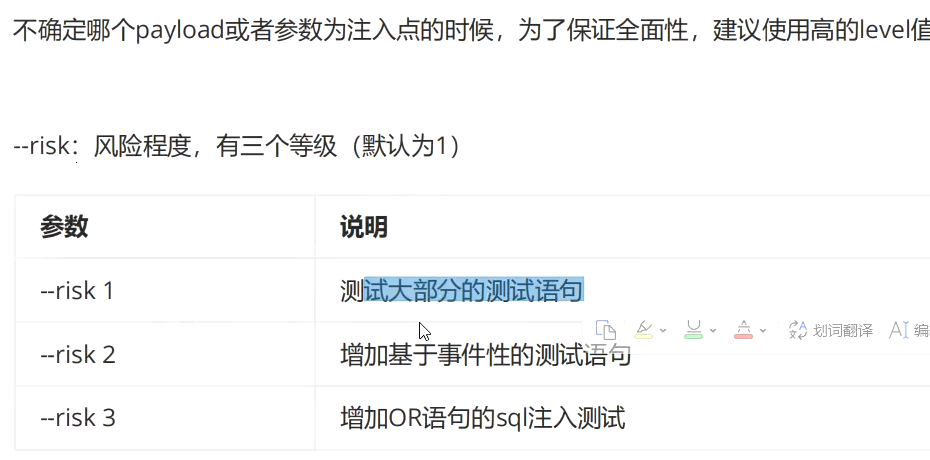 不确定哪个payload或者参数为注入点的时候，为了保证全面性，建议使用高的level值
--risk：风险程度，有三个等级（默认为1）
参数 说明
--risk 1 测试大部分的测试语句
划词翻译 编
--risk 2 增加基于事件性的测试语句
--risk 3 增加OR语句的sql注入测试